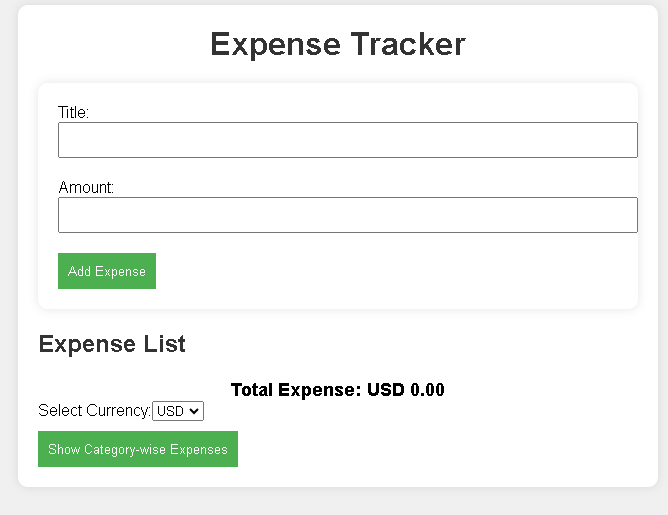 Expense Tracker
Title:
Amount:
Add Expense
Expense List
Total Expense: USD 0.00
Select Currency: USD
Show Category-wise Expenses